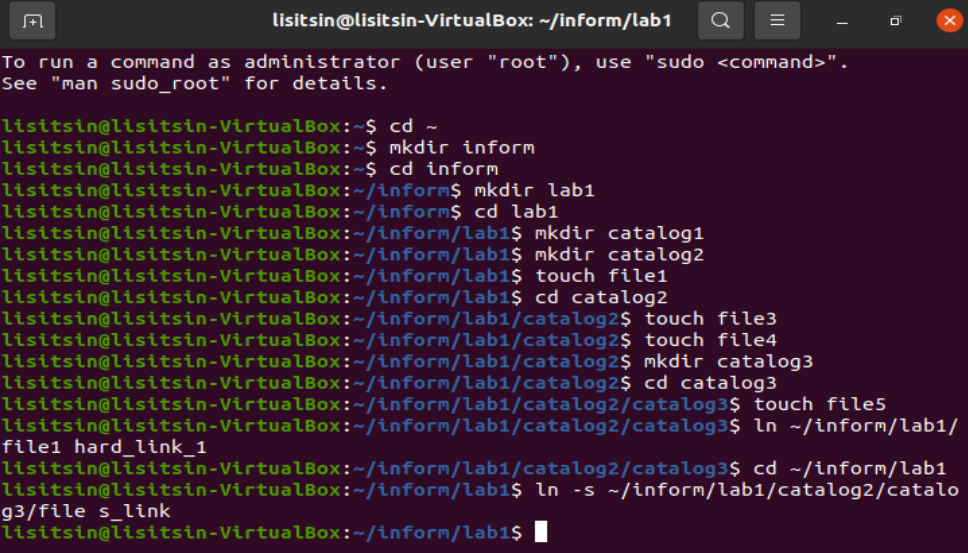 lisitsin@lisitsin-VirtualBox: ~/inform/lab1
To run a command as administrator (user "root"), use "sudo <command>".
See "man sudo_root" for details.
lisitsin@lisitsin-VirtualBox:~$ cd ~
lisitsin@lisitsin-VirtualBox:~$ mkdir inform
lisitsin@lisitsin-VirtualBox:~$ cd inform
lisitsin@lisitsin-VirtualBox:~/inform$ mkdir lab1
lisitsin@lisitsin-VirtualBox:~/inform$ cd lab1
lisitsin@lisitsin-VirtualBox:~/inform/lab1$ mkdir catalog1
lisitsin@lisitsin-VirtualBox:~/inform/lab1$ mkdir catalog2
lisitsin@lisitsin-VirtualBox:~/inform/lab1$ touch file1
lisitsin@lisitsin-VirtualBox:~/inform/lab1$ cd catalog2
lisitsin@lisitsin-VirtualBox:~/inform/lab1/catalog2$ touch file3
lisitsin@lisitsin-VirtualBox:~/inform/lab1/catalog2$ touch file4
lisitsin@lisitsin-VirtualBox:~/inform/lab1/catalog2$ mkdir catalog3
lisitsin@lisitsin-VirtualBox:~/inform/lab1/catalog2$ cd catalog3
lisitsin@lisitsin-VirtualBox:~/inform/lab1/catalog2/catalog3$ touch file5
lisitsin@lisitsin-VirtualBox:~/inform/lab1/catalog2/catalog3$ ln ~/inform/lab1/
file1 hard_link_1
lisitsin@lisitsin-VirtualBox:~/inform/lab1/catalog2/catalog3$ cd ~/inform/lab1
lisitsin@lisitsin-VirtualBox:~/inform/lab1$ ln -s ~/inform/lab1/catalog2/catalo
g3/file s_link
lisitsin@lisitsin-VirtualBox:~/inform/lab1$